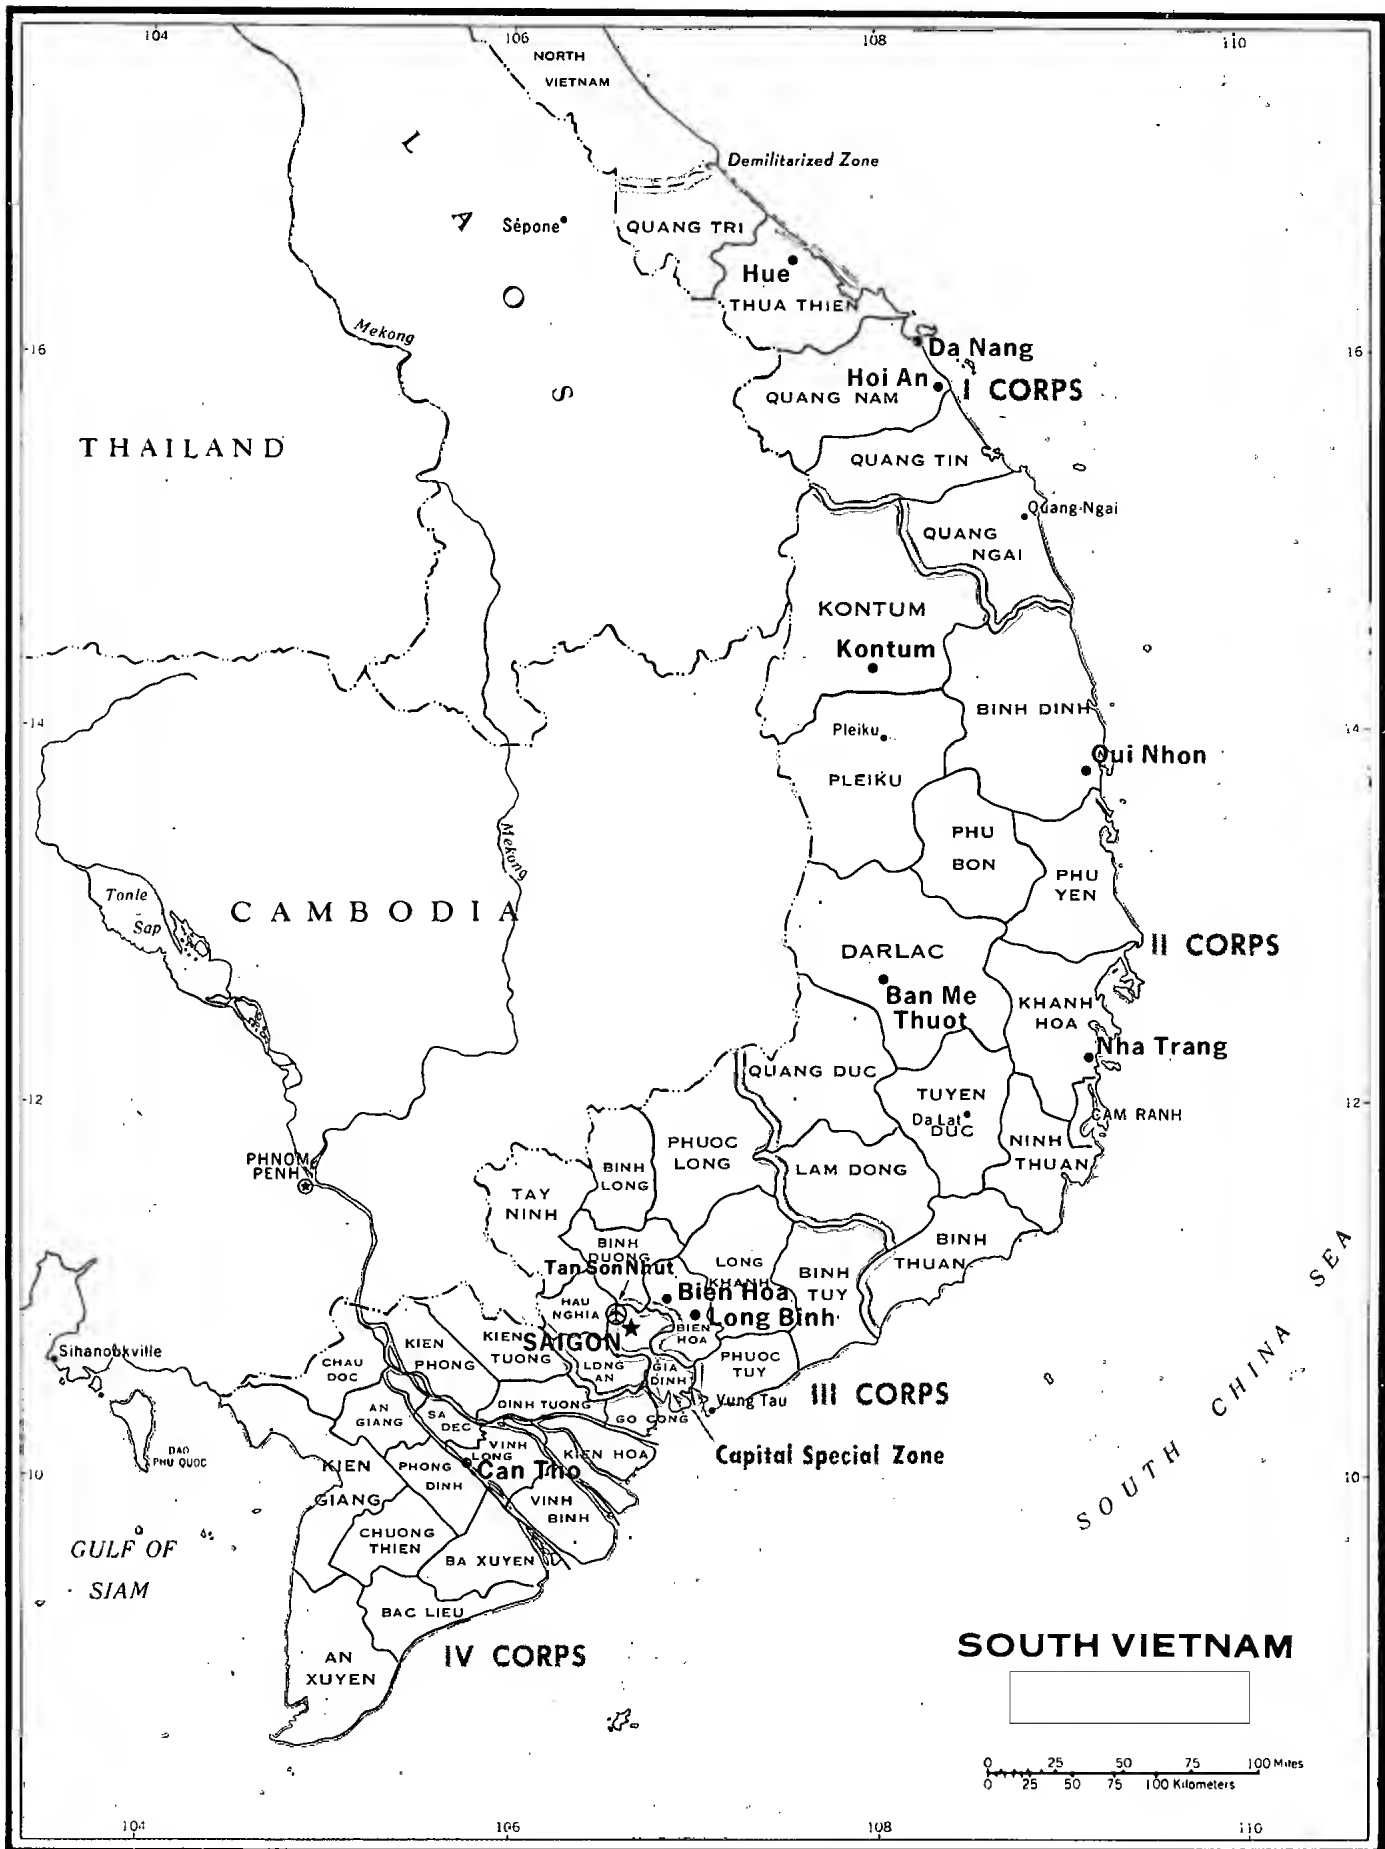 104
106
108
110
NORTH
VIETNAM
Demilitarized Zone
LAOS
Sépone
QUANG TRI
Hue
THUA THIEN
Mekong
16
16
Da Nang
Hoi An
I CORPS
QUANG NAM
THAILAND
QUANG TIN
Quang Ngai
QUANG
NGAI
KONTUM
Kontum
BINH DINH
14
14
Pleiku
Qui Nhon
PLEIKU
Mekong
PHU
BON
PHU
YEN
Tonle
Sap
CAMBODIA
DARLAC
II CORPS
Ban Me
Thuot
KHANH
HOA
Nha Trang
QUANG DUC
TUYEN
DUC
Da Lat
CAM RANH
12
12
PHUOC
LONG
NINH
THUAN
PHNOM
PENH
BINH
LONG
LAM DONG
TAY
NINH
BINH
DUONG
BINH
THUAN
LONG
KHANH
BINH
TUY
Tan Son Nhut
HAU
NGHIA
Bien Hoa
Long Binh
BIEN
HOA
SAIGON
KIEN
PHONG
KIEN
TUONG
Sihanoukville
CHAU
DOC
LONG
AN
GIA
DINH
PHUOC
TUY
III CORPS
Vung Tau
AN
GIANG
SA
DEC
DINH TUONG
GO CONG
Capital Special Zone
VINH
LONG
KIEN HOA
DAO
PHU QUOC
KIEN
GIANG
PHONG
DINH
Can Tho
10
10
VINH
BINH
CHUONG
THIEN
BA XUYEN
GULF OF
SIAM
BAC LIEU
AN
XUYEN
IV CORPS
SOUTH CHINA SEA
SOUTH VIETNAM
0 25 50 75 100 Miles
0 25 50 75 100 Kilometers
104
106
108
110